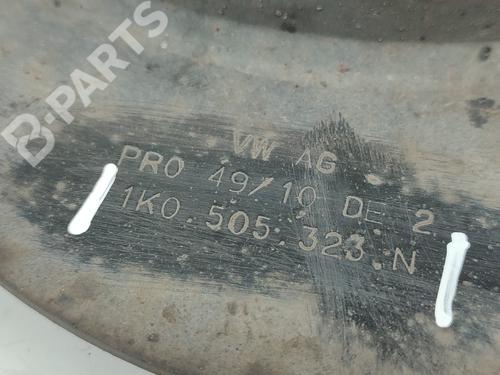 B-PARTS
VW AG
PRO 49/10 DE 2
1K0.505.323.N